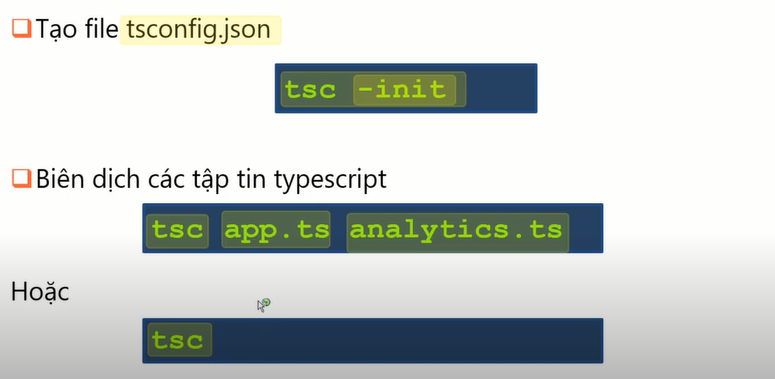 Tạo file tsconfig.json
tsc -init
Biên dịch các tập tin typescript
tsc app.ts analytics.ts
Hoặc
tsc